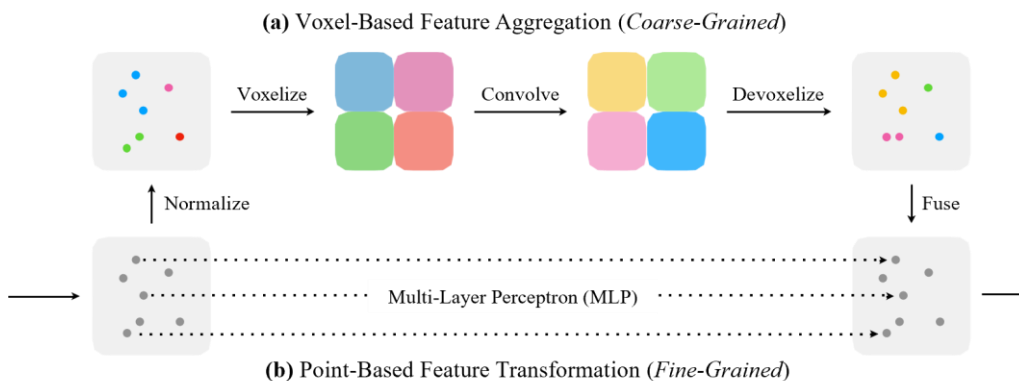 (a) Voxel-Based Feature Aggregation (Coarse-Grained)
Voxelize
Convolve
Devoxelize
Normalize
Fuse
Multi-Layer Perceptron (MLP)
(b) Point-Based Feature Transformation (Fine-Grained)